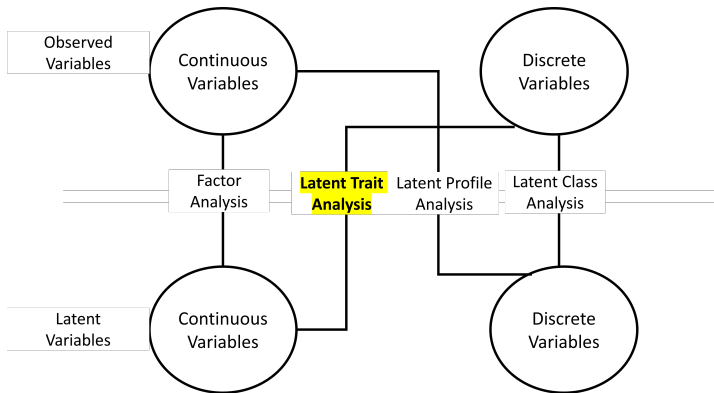 Observed
Variables
Continuous
Variables
Discrete
Variables
Factor
Analysis
Latent Trait
Analysis
Latent Profile
Analysis
Latent Class
Analysis
Latent
Variables
Continuous
Variables
Discrete
Variables